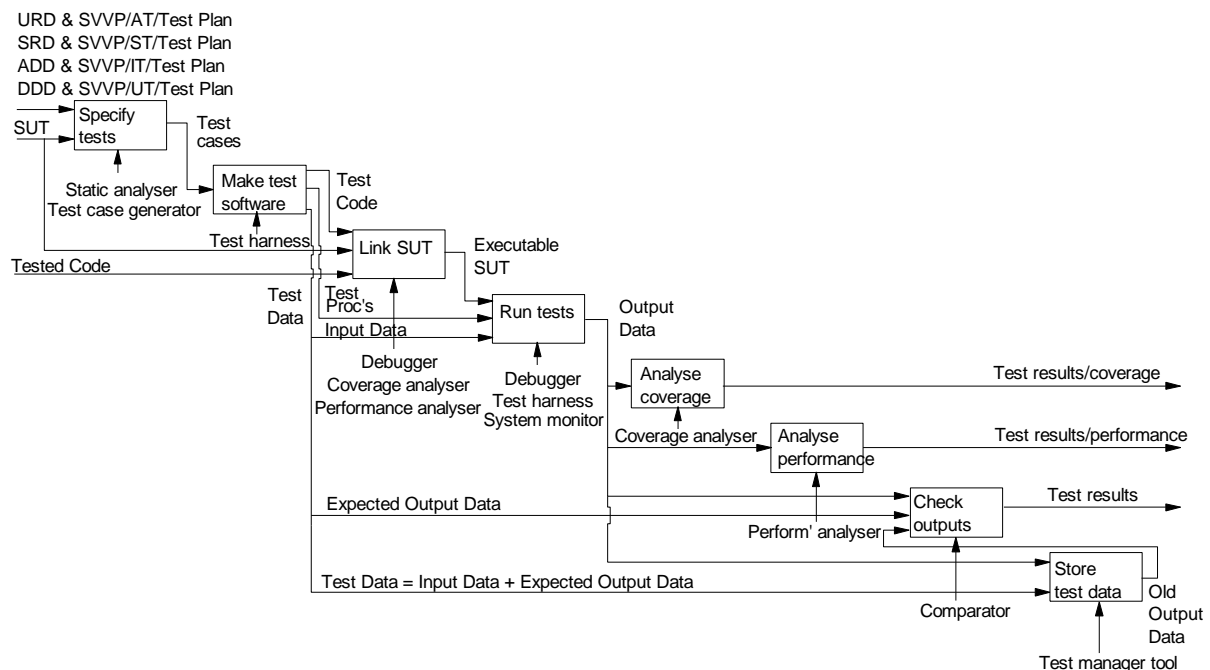 URD & SVVP/AT/Test Plan
SRD & SVVP/ST/Test Plan
ADD & SVVP/IT/Test Plan
DDD & SVVP/UT/Test Plan
SUT
Specify
tests
Test
cases
Static analyser
Test case generator
Make test
software
Test
Code
Test harness
Link SUT
Executable
SUT
Tested Code
Test
Data
Test
Proc's
Input Data
Run tests
Output
Data
Debugger
Coverage analyser
Performance analyser
Debugger
Test harness
System monitor
Analyse
coverage
Test results/coverage
Coverage analyser
Analyse
performance
Test results/performance
Expected Output Data
Perform' analyser
Check
outputs
Test results
Test Data = Input Data + Expected Output Data
Comparator
Store
test data
Old
Output
Data
Test manager tool